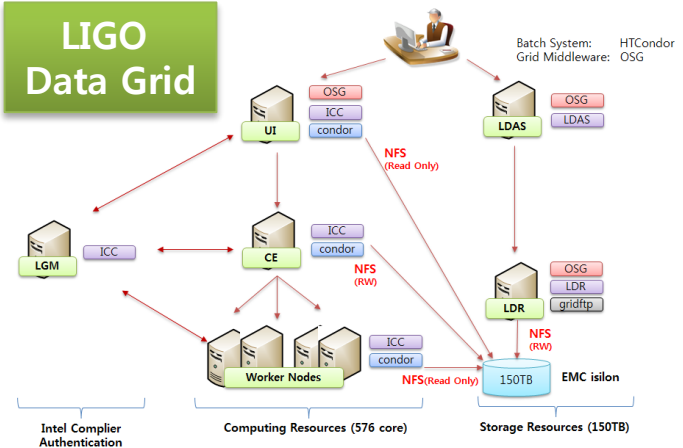 LIGO
Data Grid
Batch System: HTCondor
Grid Middleware: OSG
OSG
ICC
condor
UI
OSG
LDAS
LDAS
NFS
(Read Only)
ICC
LGM
ICC
condor
CE
NFS
(RW)
OSG
LDR
gridftp
LDR
NFS
(RW)
ICC
condor
Worker Nodes
NFS(Read Only)
150TB
EMC isilon
Intel Complier
Authentication
Computing Resources (576 core)
Storage Resources (150TB)